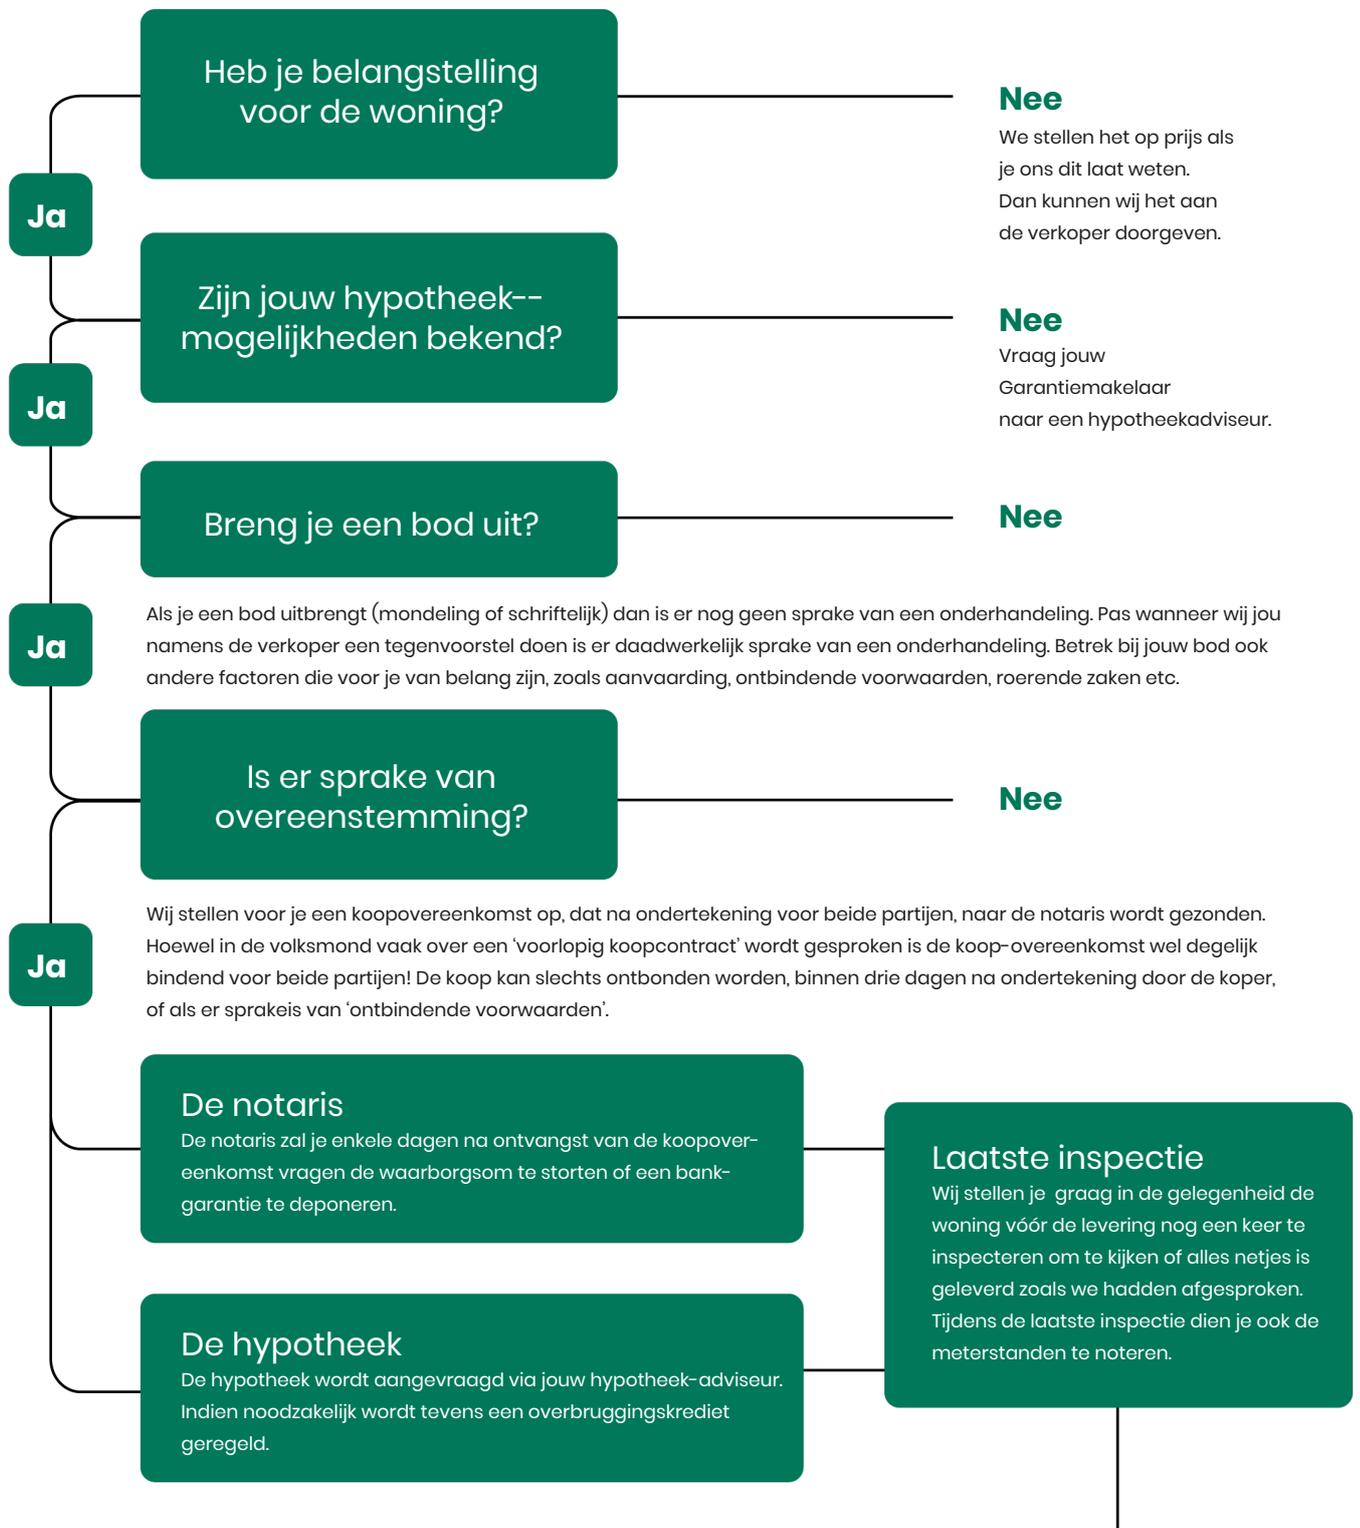 Heb je belangstelling
voor de woning?
Nee
We stellen het op prijs als
je ons dit laat weten.
Dan kunnen wij het aan
de verkoper doorgeven.
Ja
Zijn jouw hypotheek--
mogelijkheden bekend?
Nee
Vraag jouw
Garantiemakelaar
naar een hypotheekadviseur.
Ja
Breng je een bod uit?
Nee
Als je een bod uitbrengt (mondeling of schriftelijk) dan is er nog geen sprake van een onderhandeling. Pas wanneer wij jou
namens de verkoper een tegenvoorstel doen is er daadwerkelijk sprake van een onderhandeling. Betrek bij jouw bod ook
andere factoren die voor je van belang zijn, zoals aanvaarding, ontbindende voorwaarden, roerende zaken etc.
Ja
Is er sprake van
overeenstemming?
Nee
Wij stellen voor je een koopovereenkomst op, dat na ondertekening voor beide partijen, naar de notaris wordt gezonden.
Hoewel in de volksmond vaak over een ‘voorlopig koopcontract’ wordt gesproken is de koop-overeenkomst wel degelijk
bindend voor beide partijen! De koop kan slechts ontbonden worden, binnen drie dagen na ondertekening door de koper,
of als er sprakeis van ‘ontbindende voorwaarden’.
Ja
De notaris
De notaris zal je enkele dagen na ontvangst van de koopover-
eenkomst vragen de waarborgsom te storten of een bank-
garantie te deponeren.
Laatste inspectie
Wij stellen je  graag in de gelegenheid de
woning vóór de levering nog een keer te
inspecteren om te kijken of alles netjes is
geleverd zoals we hadden afgesproken.
Tijdens de laatste inspectie dien je ook de
meterstanden te noteren.
De hypotheek
De hypotheek wordt aangevraagd via jouw hypotheek-adviseur.
Indien noodzakelijk wordt tevens een overbruggingskrediet
geregeld.